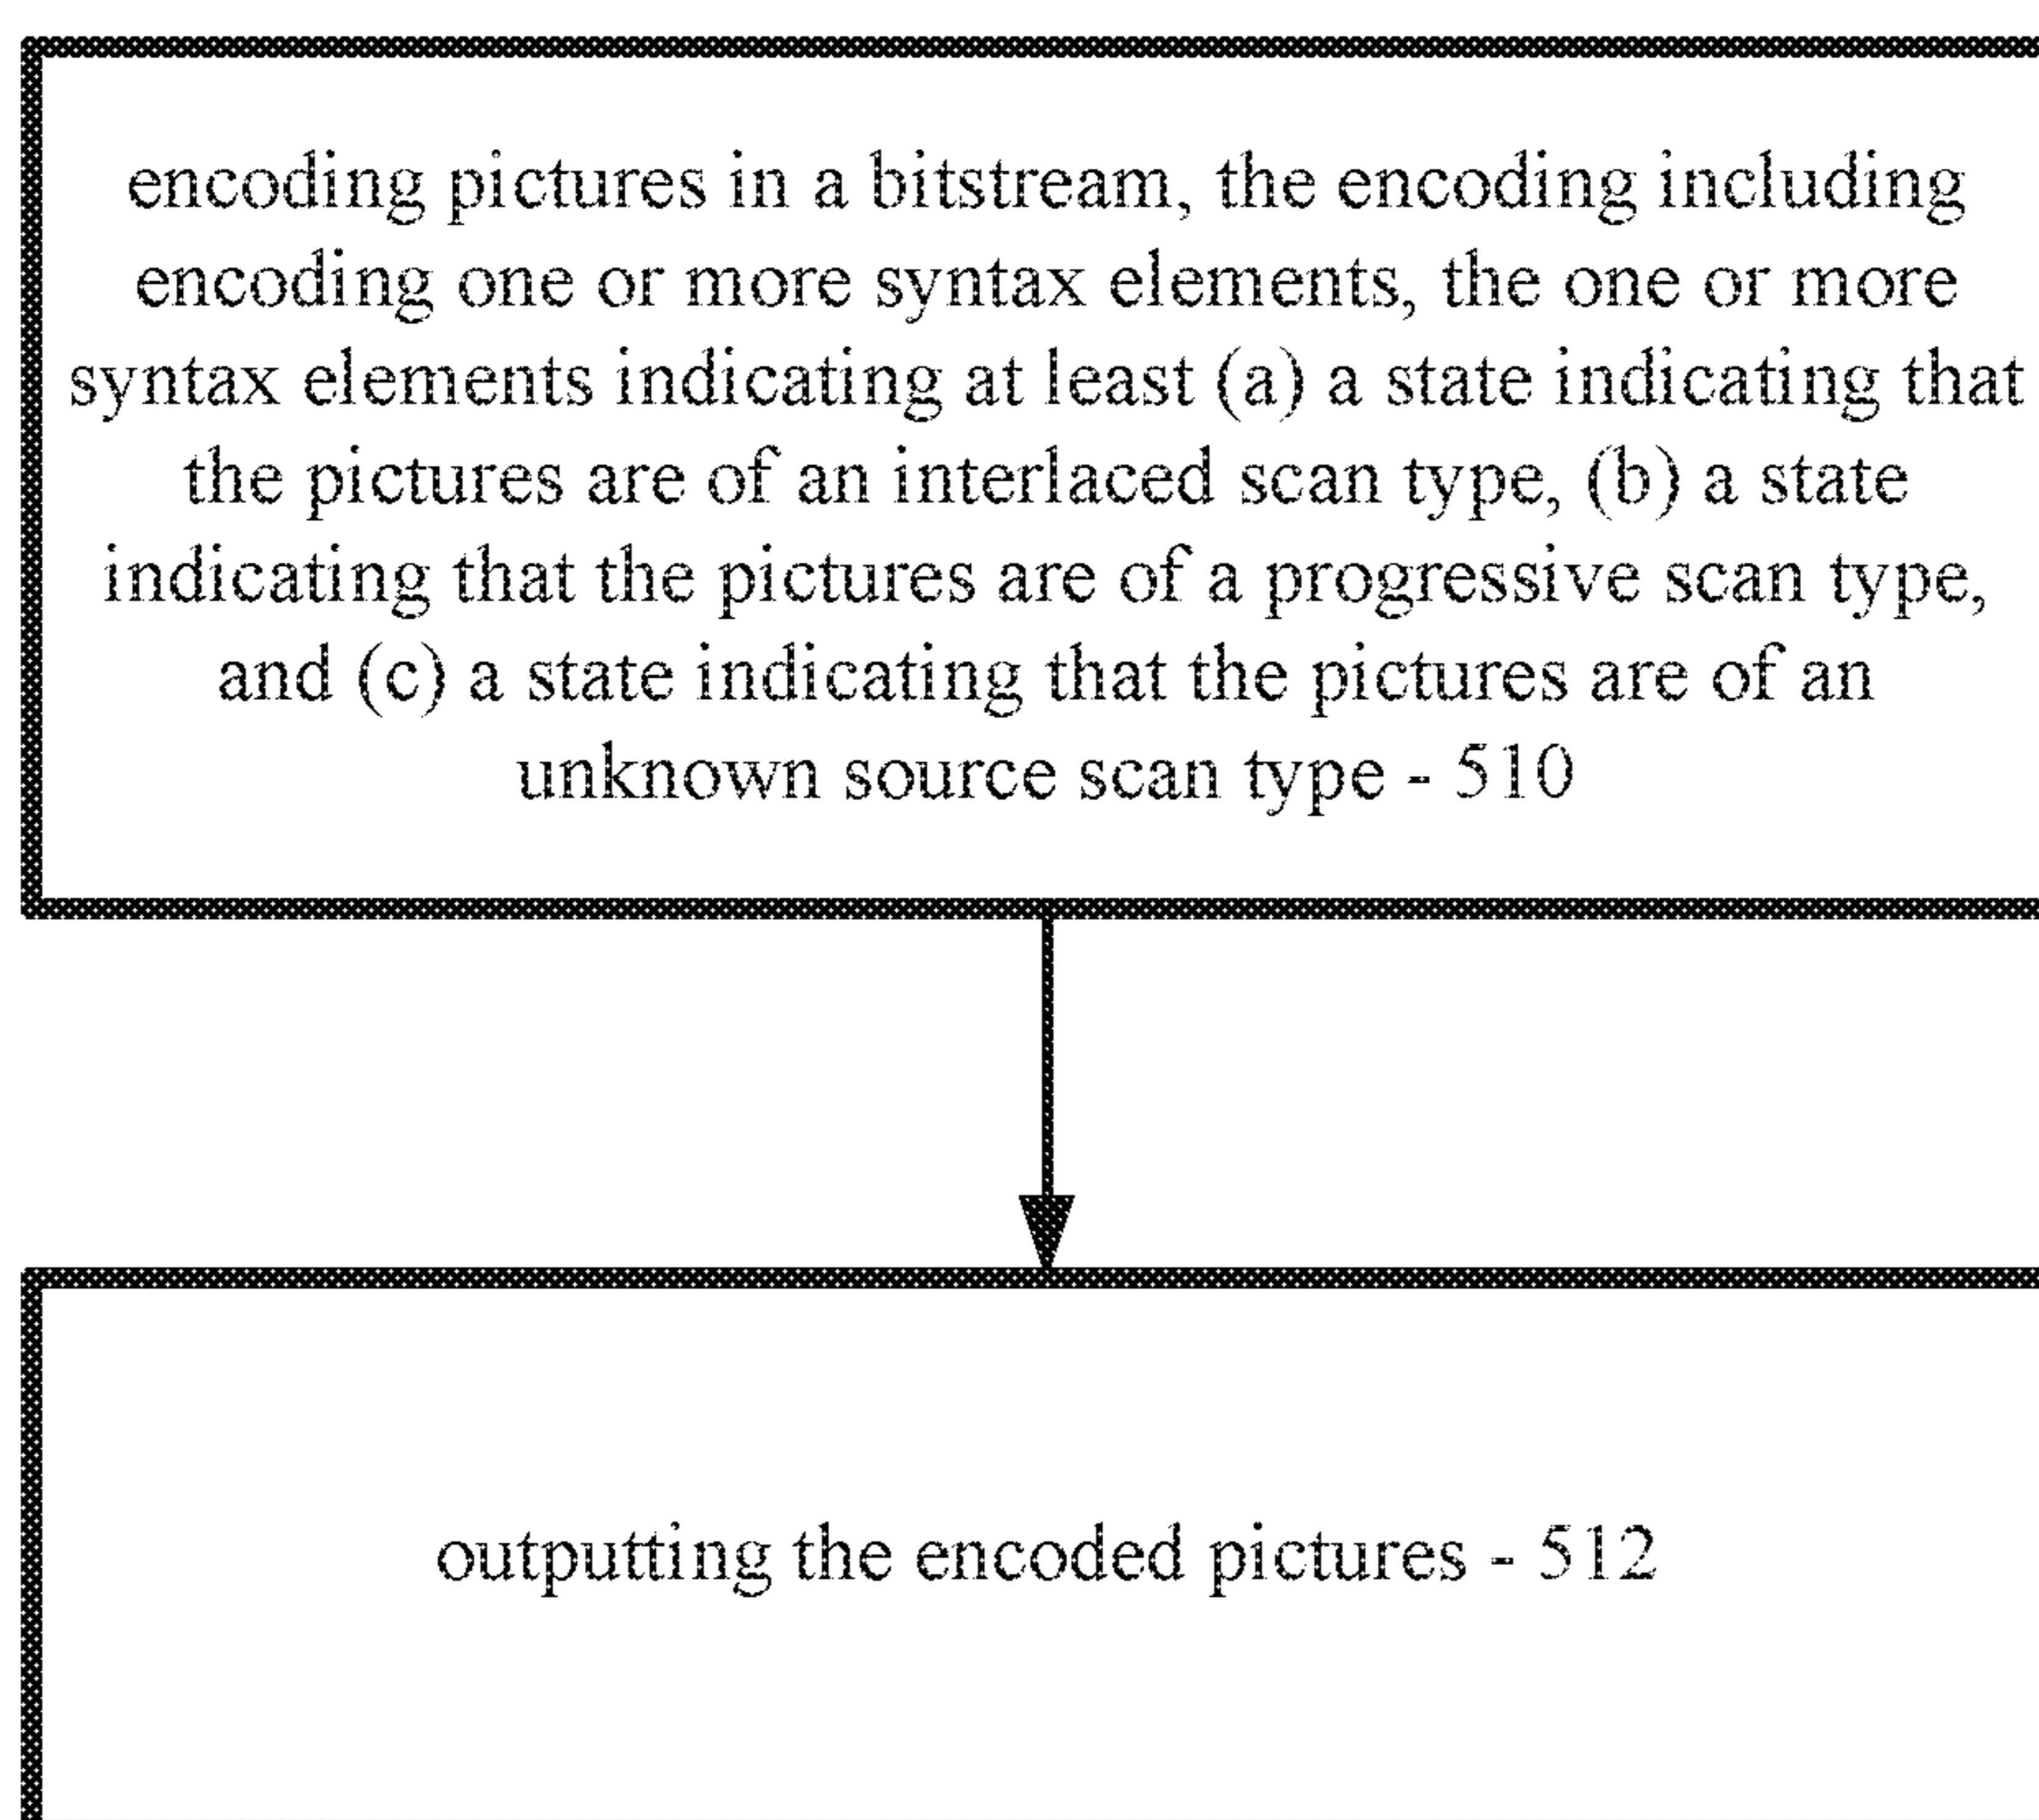 encoding pictures in a bitstream, the encoding including
encoding one or more syntax elements, the one or more
syntax elements indicating at least (a) a state indicating that
the pictures are of an interlaced scan type, (b) a state
indicating that the pictures are of a progressive scan type,
and (c) a state indicating that the pictures are of an
unknown source scan type - 510
outputting the encoded pictures - 512